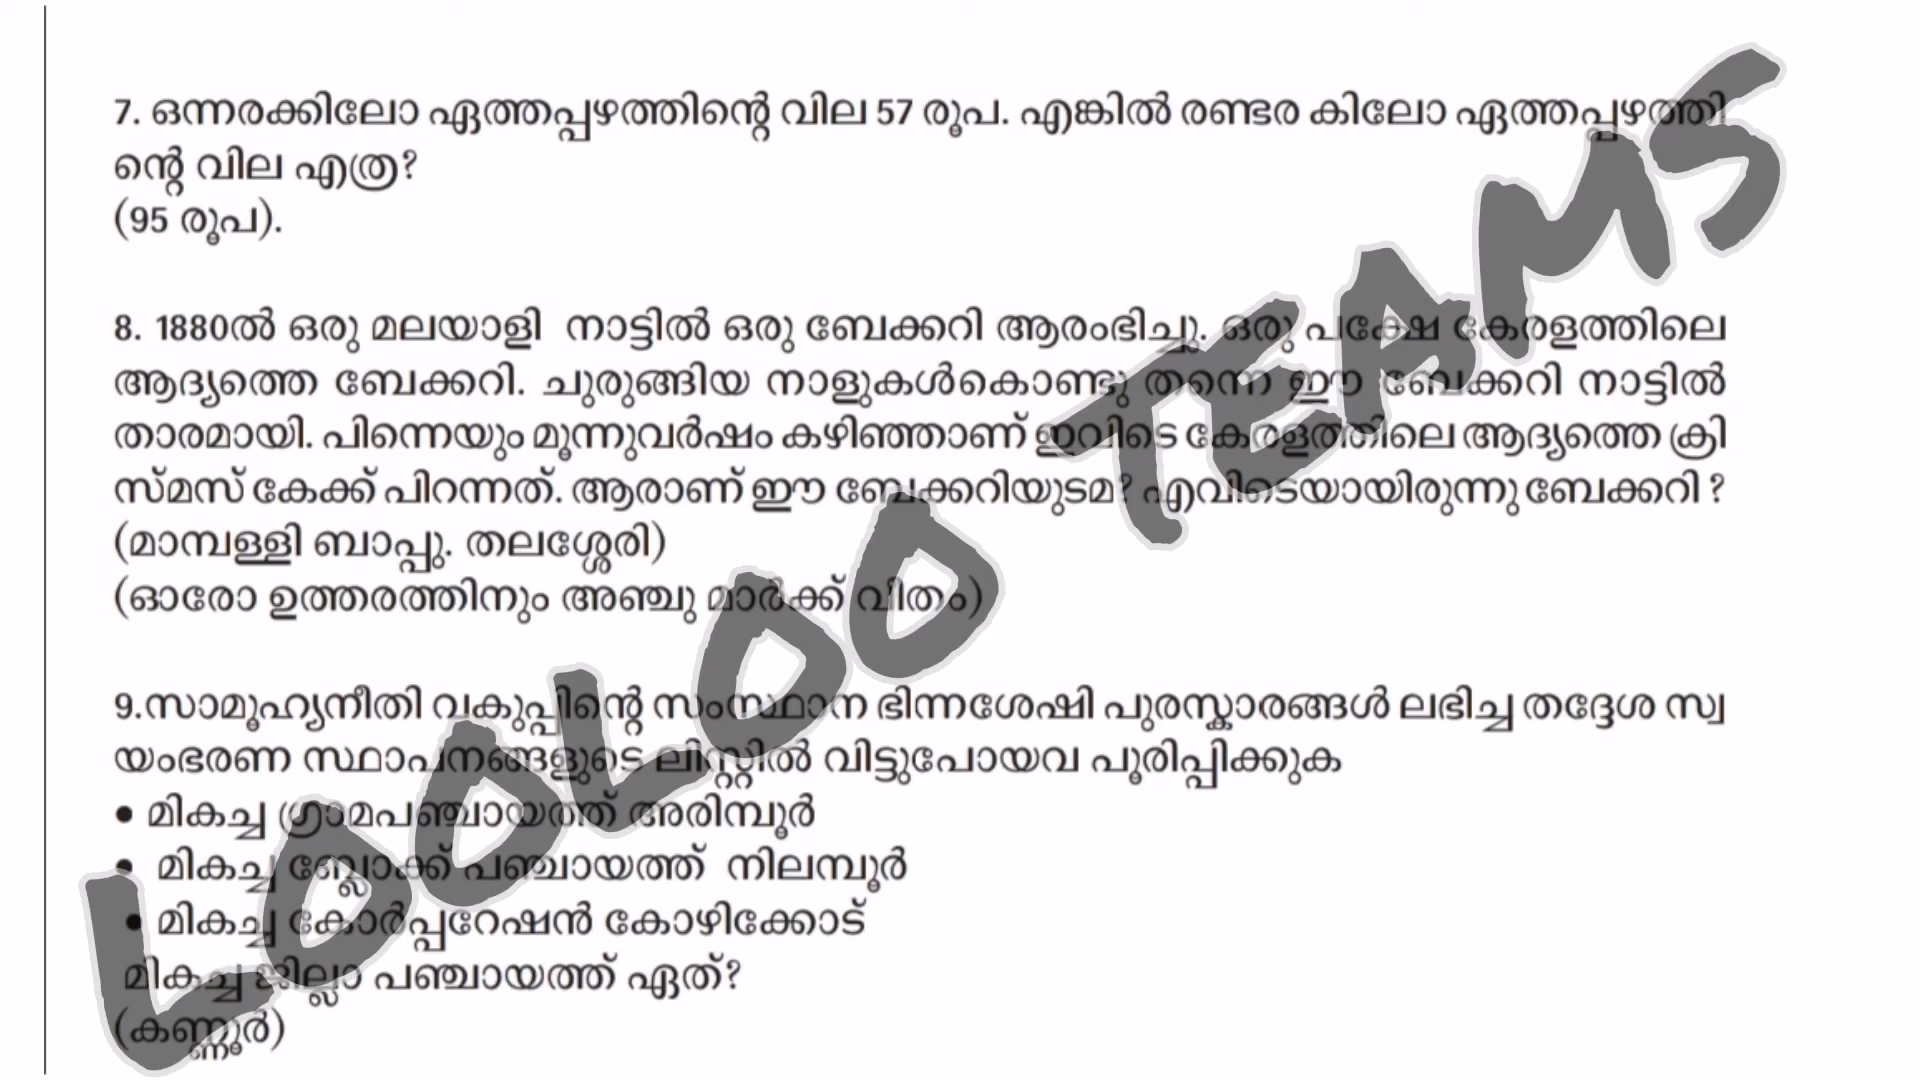 7. ഒന്നരക്കിലോ ഏത്തപ്പഴത്തിന്റെ വില 57 രൂപ. എങ്കിൽ രണ്ടര കിലോ ഏത്തപ്പഴത്തി
ന്റെ വില എത്ര?
(95 രൂപ).
8. 1880ൽ ഒരു മലയാളി നാട്ടിൽ ഒരു ബേക്കറി ആരംഭിച്ചു. ഒരു പക്ഷേ കേരളത്തിലെ
ആദ്യത്തെ ബേക്കറി. ചുരുങ്ങിയ നാളുകൾകൊണ്ടു തന്നെ ഈ ബേക്കറി നാട്ടിൽ
താരമായി. പിന്നെയും മൂന്നുവർഷം കഴിഞ്ഞാണ് ഇവിടെ കേരളത്തിലെ ആദ്യത്തെ ക്രി
സ്മസ് കേക്ക് പിറന്നത്. ആരാണ് ഈ ബേക്കറിയുടമ? എവിടെയായിരുന്നു ബേക്കറി ?
(മാമ്പള്ളി ബാപ്പു. തലശ്ശേരി)
(ഓരോ ഉത്തരത്തിനും അഞ്ചു മാർക്ക് വീതം)
9.സാമൂഹ്യനീതി വകുപ്പിന്റെ സംസ്ഥാന ഭിന്നശേഷി പുരസ്കാരങ്ങൾ ലഭിച്ച തദ്ദേശ സ്വ
യംഭരണ സ്ഥാപനങ്ങളുടെ ലിസ്റ്റിൽ വിട്ടുപോയവ പൂരിപ്പിക്കുക
• മികച്ച ഗ്രാമപഞ്ചായത്ത് അരിമ്പൂർ
• മികച്ച ബ്ലോക്ക് പഞ്ചായത്ത് നിലമ്പൂർ
• മികച്ച കോർപ്പറേഷൻ കോഴിക്കോട്
മികച്ച ജില്ലാ പഞ്ചായത്ത് ഏത്?
(കണ്ണൂർ)
LOOLOO TEAMS